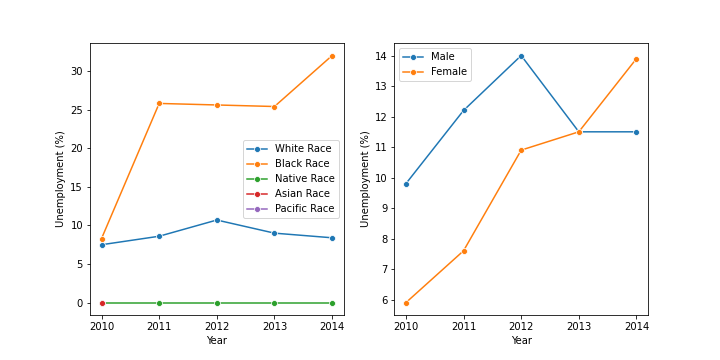 30
25
20
15
10
5
0
Unemployment (%)
White Race
Black Race
Native Race
Asian Race
Pacific Race
2010 2011 2012 2013 2014
Year
14
13
12
11
10
9
8
7
6
Unemployment (%)
Male
Female
2010 2011 2012 2013 2014
Year